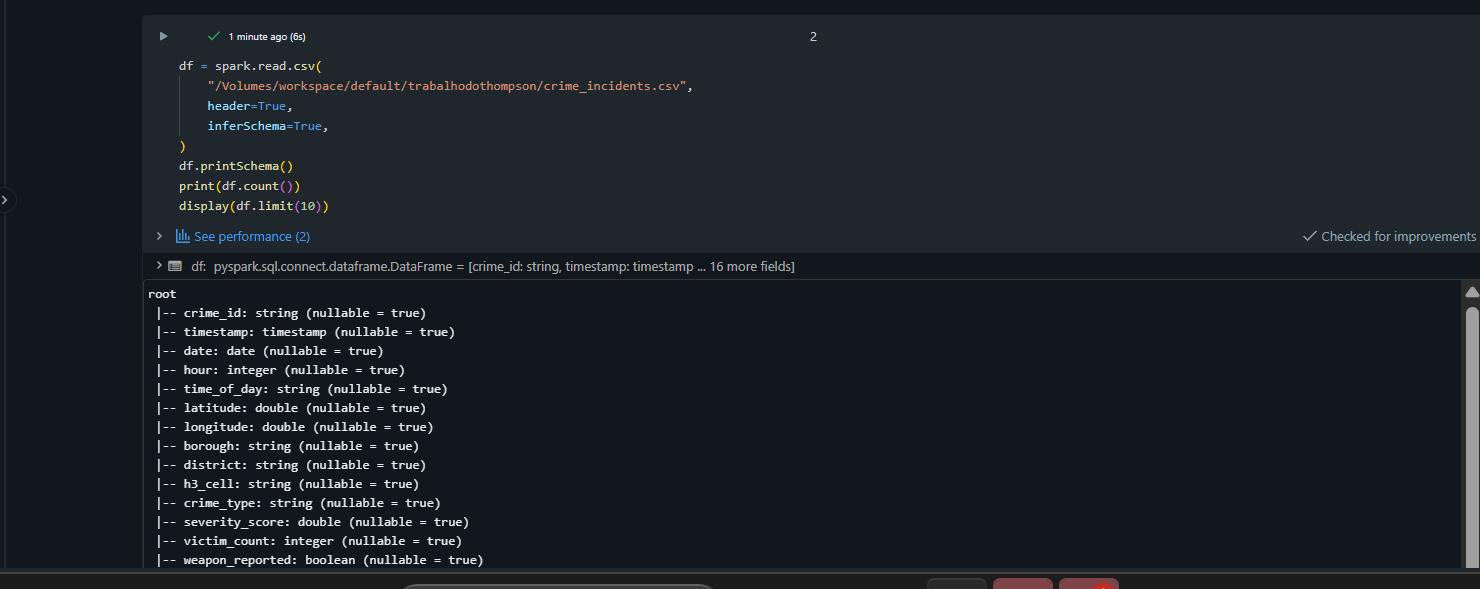 1 minute ago (6s)
2
df = spark.read.csv(
"/Volumes/workspace/default/trabalhodothompson/crime_incidents.csv",
header=True,
inferSchema=True,
)
df.printSchema()
print(df.count())
display(df.limit(10))
See performance (2)
Checked for improvements
df: pyspark.sql.connect.dataframe.DataFrame = [crime_id: string, timestamp: timestamp ... 16 more fields]
root
|-- crime_id: string (nullable = true)
|-- timestamp: timestamp (nullable = true)
|-- date: date (nullable = true)
|-- hour: integer (nullable = true)
|-- time_of_day: string (nullable = true)
|-- latitude: double (nullable = true)
|-- longitude: double (nullable = true)
|-- borough: string (nullable = true)
|-- district: string (nullable = true)
|-- h3_cell: string (nullable = true)
|-- crime_type: string (nullable = true)
|-- severity_score: double (nullable = true)
|-- victim_count: integer (nullable = true)
|-- weapon_reported: boolean (nullable = true)